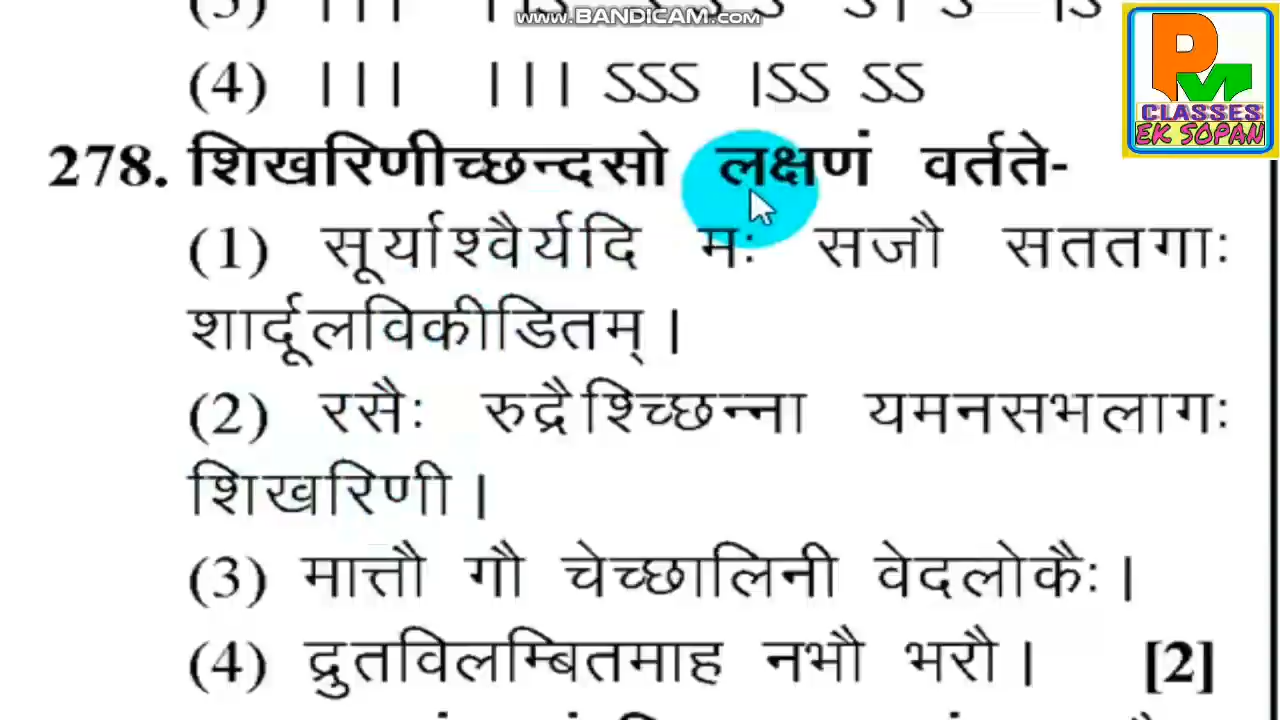 www.BANDICAM.com
PM
CLASSES
EK SOPAN
(4) ||| ||| SSS |SS SS
278. शिखरिणीच्छन्दसो लक्षणं वर्तते-
(1) सूर्याश्वैर्यदि मः सजौ सततगाः
शार्दूलविकीडितम् |
(2) रसैः रुद्रैश्च्छिन्ना यमनसभलागः
शिखरिणी |
(3) मात्तौ गौ चेच्छालिनी वेदलोकैः |
(4) द्रुतविलम्बितमाह नभौ भरौ | [2]